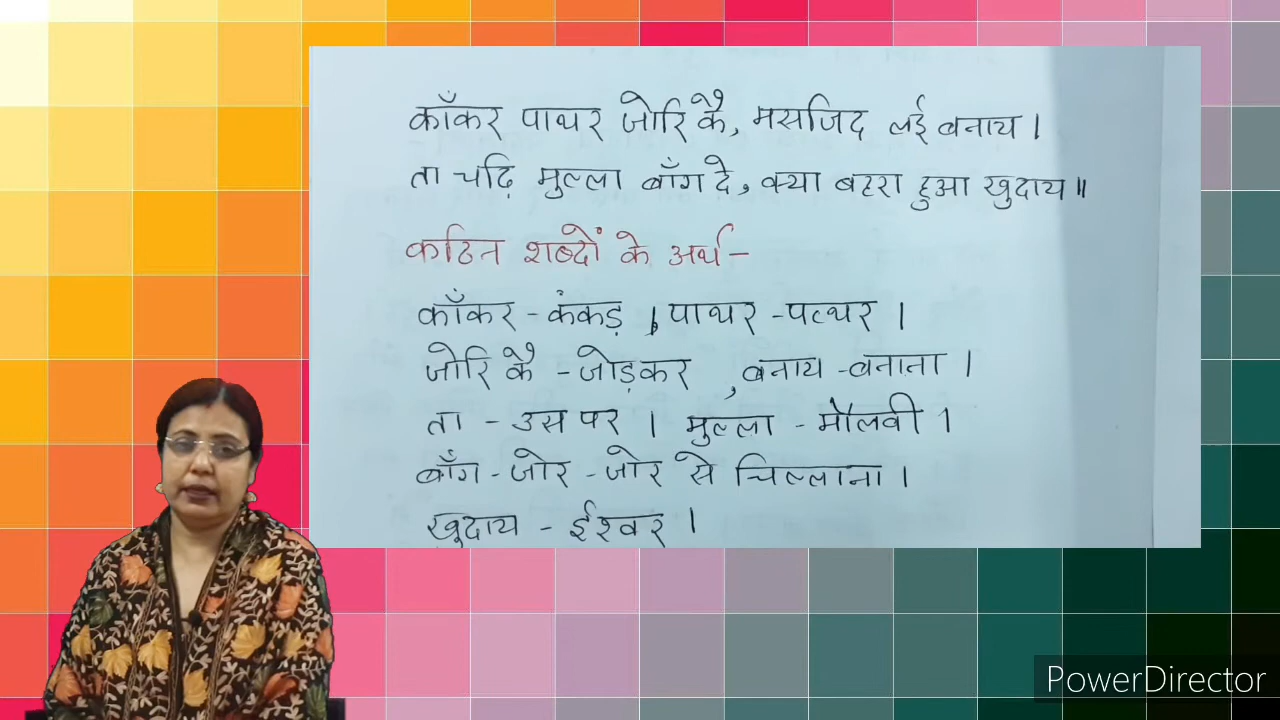 काँकर पाथर जोरि कै, मसजिद लई बनाय।
ता चढ़ि मुल्ला बाँग दे, क्या बहरा हुआ खुदाय॥
कठिन शब्दों के अर्थ-
काँकर - कंकड़ । पाथर - पत्थर ।
जोरि कै - जोड़कर , बनाय - बनाना ।
ता - उस पर । मुल्ला - मौलवी ।
बाँग - जोर - जोर से चिल्लाना ।
खुदाय - ईश्वर ।
PowerDirector